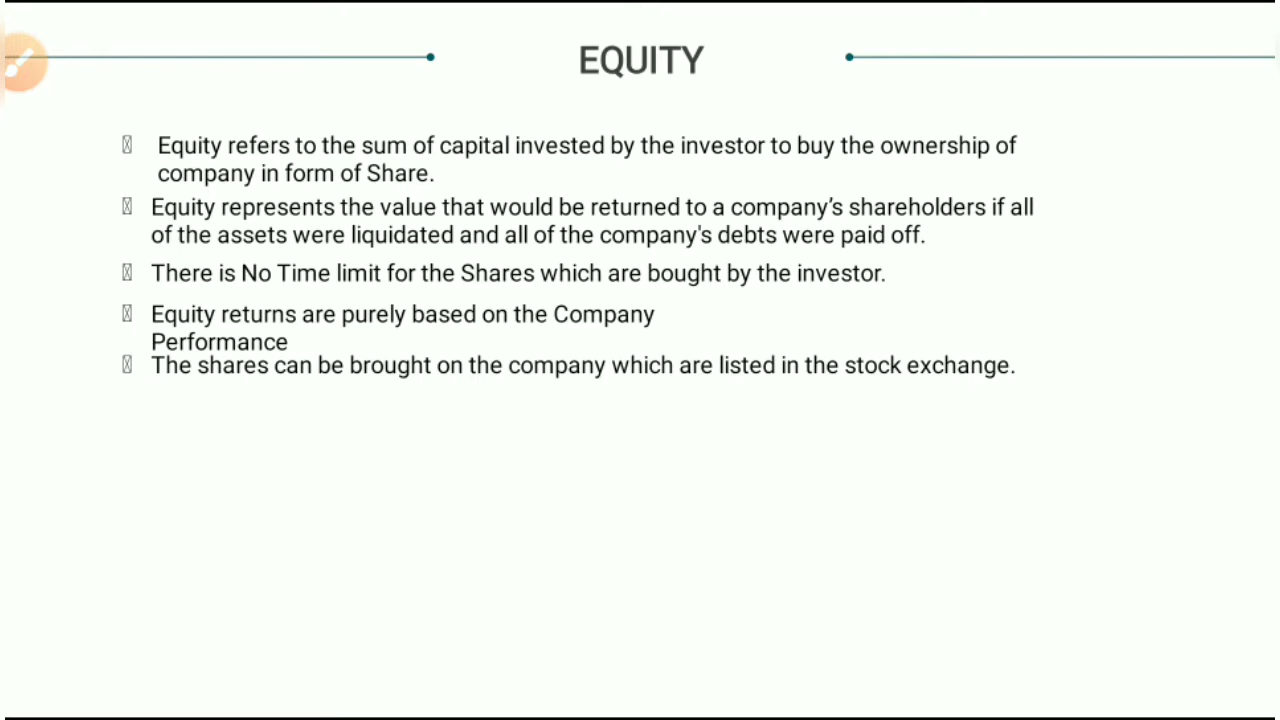 EQUITY
Equity refers to the sum of capital invested by the investor to buy the ownership of
company in form of Share.
Equity represents the value that would be returned to a company’s shareholders if all
of the assets were liquidated and all of the company's debts were paid off.
There is No Time limit for the Shares which are bought by the investor.
Equity returns are purely based on the Company
Performance
The shares can be brought on the company which are listed in the stock exchange.